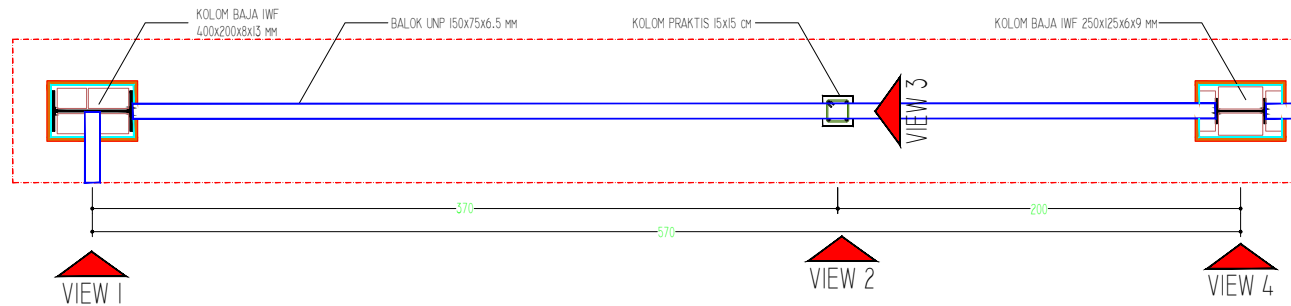 KOLOM BAJA IWF
400x200x8x13 MM
BALOK UNP 150x75x6.5 MM
KOLOM PRAKTIS 15x15 CM
KOLOM BAJA IWF 250x125x6x9 MM
VIEW 3
370
200
570
VIEW 1
VIEW 2
VIEW 4